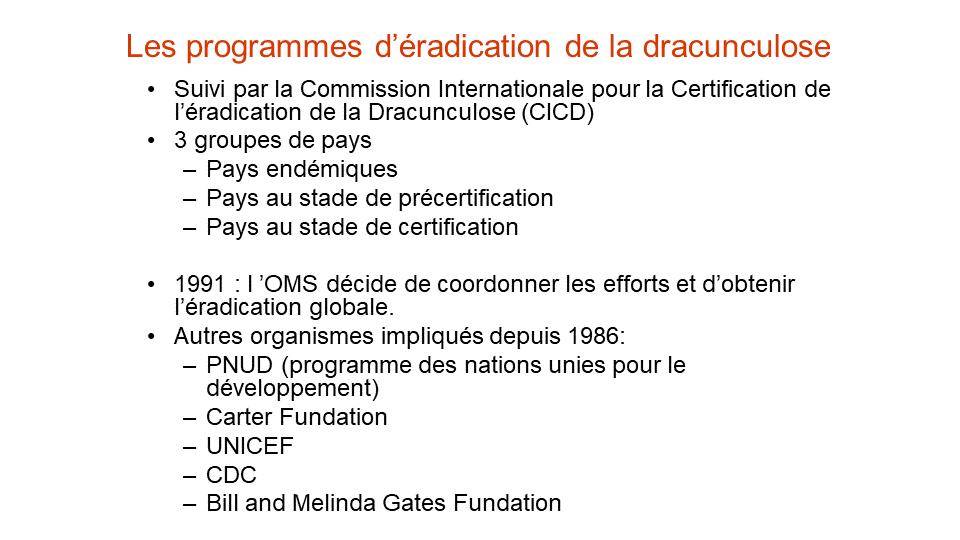 Les programmes d’éradication de la dracunculose
• Suivi par la Commission Internationale pour la Certification de
l’éradication de la Dracunculose (CICD)
• 3 groupes de pays
– Pays endémiques
– Pays au stade de précertification
– Pays au stade de certification
• 1991 : l ’OMS décide de coordonner les efforts et d’obtenir
l’éradication globale.
• Autres organismes impliqués depuis 1986:
– PNUD (programme des nations unies pour le
développement)
– Carter Fundation
– UNICEF
– CDC
– Bill and Melinda Gates Fundation